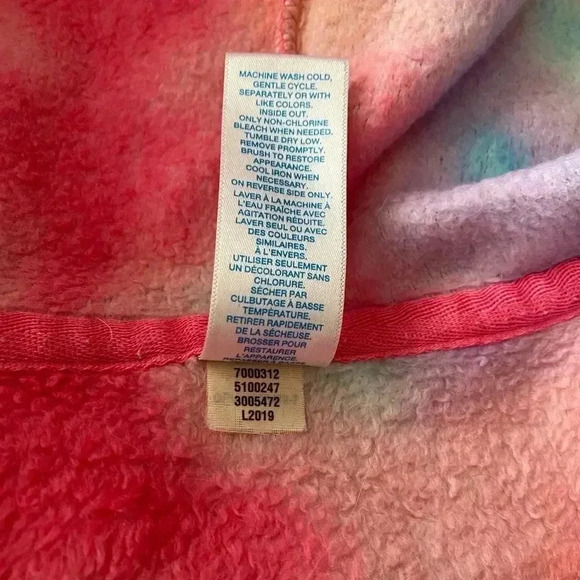 MACHINE WASH COLD,
GENTLE CYCLE.
SEPARATELY OR WITH
LIKE COLORS.
INSIDE OUT.
ONLY NON-CHLORINE
BLEACH WHEN NEEDED.
TUMBLE DRY LOW.
REMOVE PROMPTLY.
BRUSH TO RESTORE
APPEARANCE.
COOL IRON WHEN
NECESSARY.
ON REVERSE SIDE ONLY.
LAVER À LA MACHINE À
L'EAU FRAÎCHE AVEC
AGITATION RÉDUITE.
LAVER SEUL OU AVEC
DES COULEURS
SIMILAIRES.
À L'ENVERS.
UTILISER SEULEMENT
UN DÉCOLORANT SANS
CHLORURE.
SÉCHER PAR
CULBUTAGE À BASSE
TEMPÉRATURE.
RETIRER RAPIDEMENT
DE LA SÉCHEUSE.
BROSSER POUR
RESTAURER
L'APPARENCE.
7000312
5100247
3005472
L2019